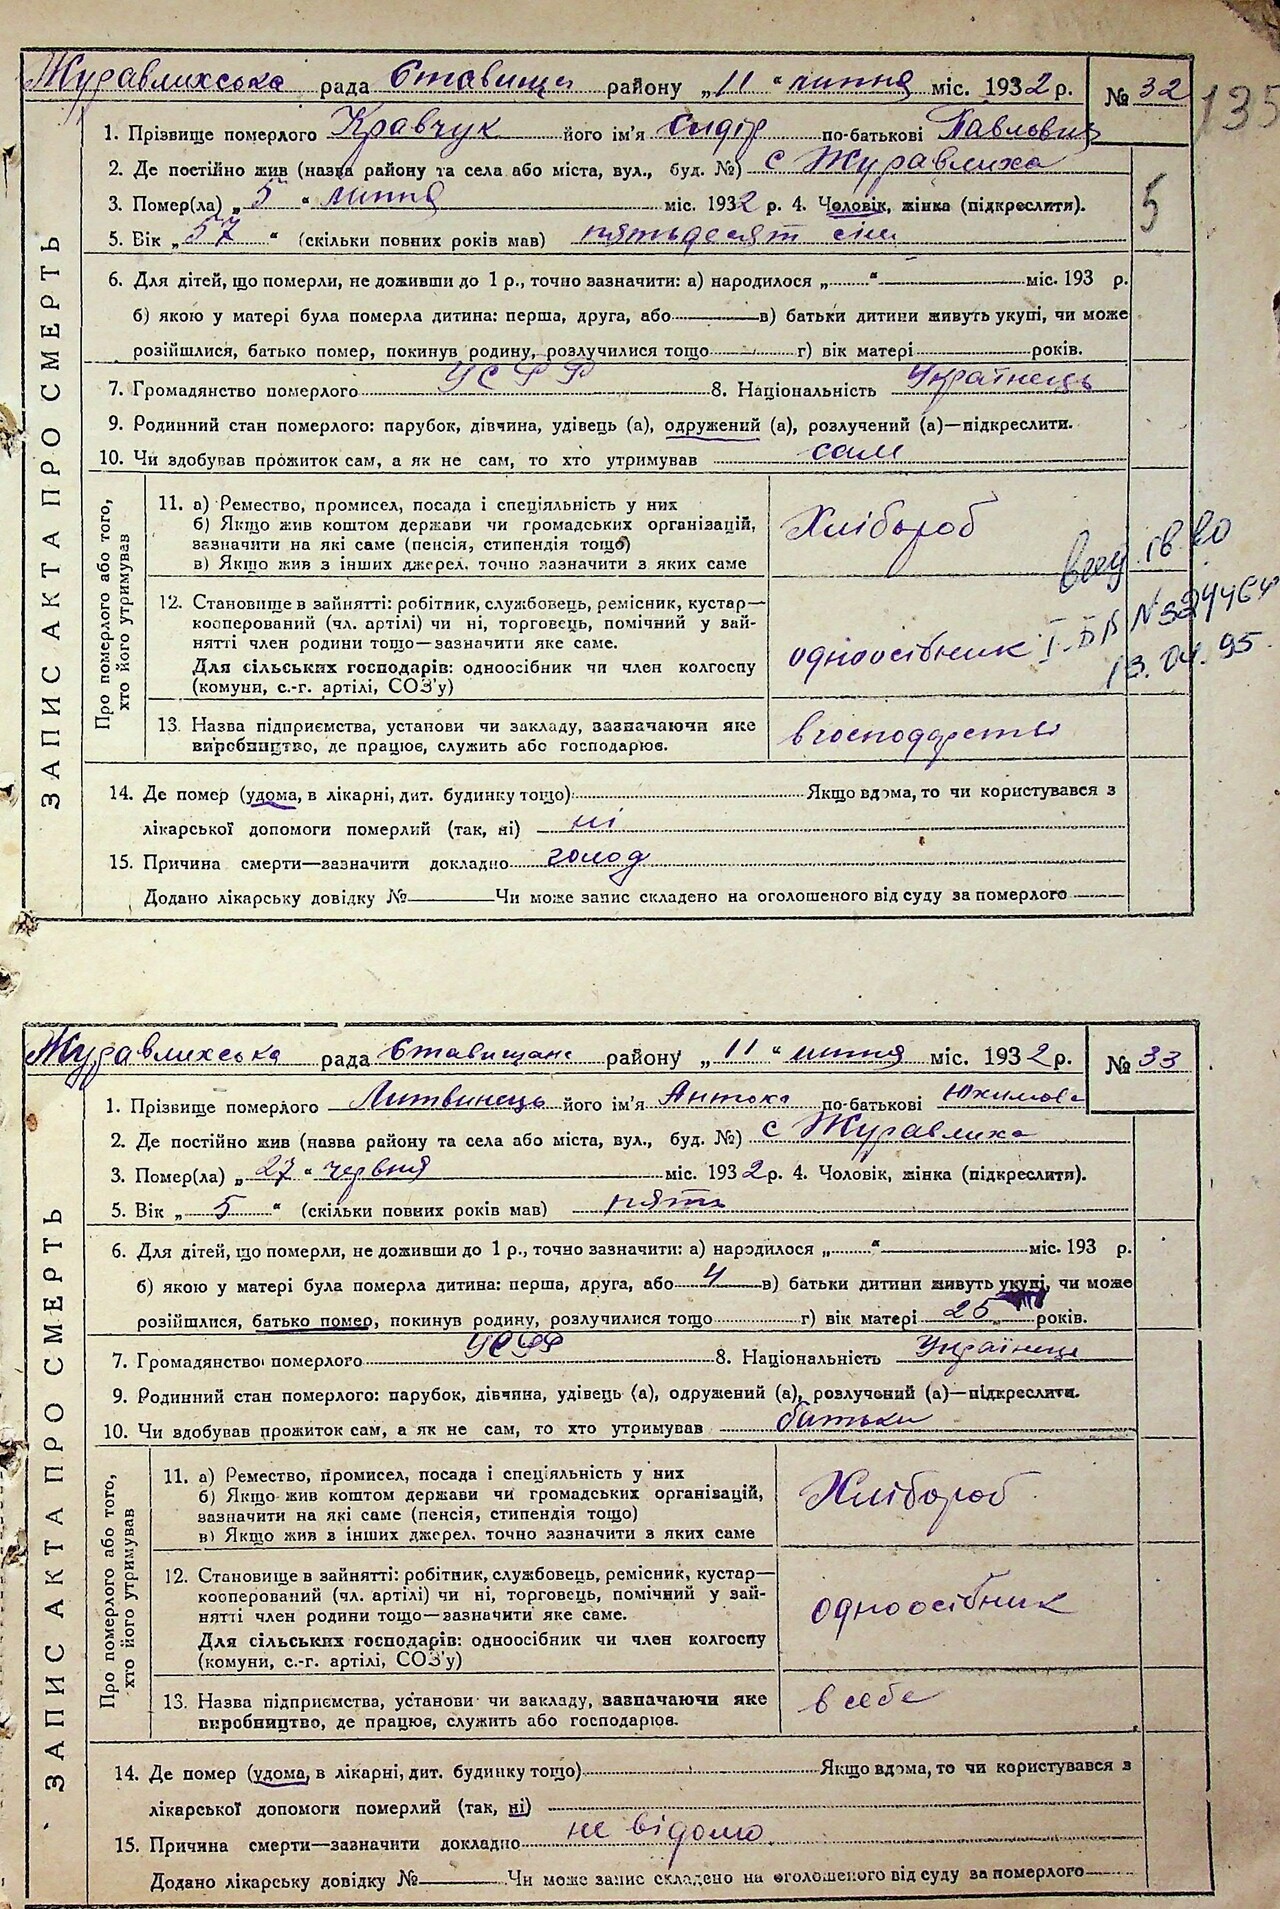 Журавлихська рада Ставище району „11“ липня міс. 1932 р. № 32
135
1. Прізвище померлого Кравчук його ім'я Сидір по-батькові Павлович
2. Де постійно жив (назва району та села або міста, вул., буд. №) с Журавлиха
3. Помер(ла) „5“ липня міс. 1932 р. 4. Чоловік, жінка (підкреслити).
5
5. Вік „57“ (скільки повних років мав) пятьдесят сім
6. Для дітей, що померли, не доживши до 1 р., точно зазначити: а) народилося „ “ міс. 193 р.
б) якою у матері була померла дитина: перша, друга, або — в) батьки дитини живуть укупі, чи може
розійшлися, батько помер, покинув родину, розлучилися тощо г) вік матері років.
7. Громадянство померлого УСРР 8. Національність Українець
9. Родинний стан померлого: парубок, дівчина, удівець (а), одружений (а), розлучений (а)—підкреслити.
10. Чи здобував прожиток сам, а як не сам, то хто утримував сам
ЗАПИС АКТА ПРО СМЕРТЬ
Про померлого або того,
хто його утримував
11. а) Ремество, промисел, посада і спеціяльність у них
б) Якщо жив коштом держави чи громадських організацій,
зазначити на які саме (пенсія, стипендія тощо)
в) Якщо жив з інших джерел, точно зазначити з яких саме
Хлібороб
12. Становище в зайнятті: робітник, службовець, ремісник, кустар—
кооперований (чл. артілі) чи ні, торговець, помічний у зай-
нятті член родини тощо—зазначити яке саме.
Для сільських господарів: одноосібник чи член колгоспу
(комуни, с.-г. артілі, СОЗ'у)
одноосібник
І-БК №
13. 04. 95.
13. Назва підприємства, установи чи закладу, зазначаючи яке
виробництво, де працює, служить або господарює.
в господарстві
14. Де помер (удома, в лікарні, дит. будинку тощо) Якщо вдома, то чи користувався з
лікарської допомоги померлий (так, ні) ні
15. Причина смерти—зазначити докладно голод
Додано лікарську довідку № Чи може запис складено на оголошеного від суду за померлого
Журавлихська рада Ставищане району „11“ липня міс. 1932 р. № 33
1. Прізвище померлого Литвинець його ім'я Антоха по-батькові Юхимова
2. Де постійно жив (назва району та села або міста, вул., буд. №) с Журавлиха
3. Помер(ла) „27“ червня міс. 1932 р. 4. Чоловік, жінка (підкреслити).
5. Вік „5“ (скільки повних років мав) пять
6. Для дітей, що померли, не доживши до 1 р., точно зазначити: а) народилося „ “ міс. 193 р.
б) якою у матері була померла дитина: перша, друга, або 4 в) батьки дитини живуть укупі, чи може
розійшлися, батько помер, покинув родину, розлучилися тощо г) вік матері 25 років.
7. Громадянство померлого УСРР 8. Національність Українець
9. Родинний стан померлого: парубок, дівчина, удівець (а), одружений (а), розлучений (а)—підкреслити.
10. Чи здобував прожиток сам, а як не сам, то хто утримував батьки
ЗАПИС АКТА ПРО СМЕРТЬ
Про померлого або того,
хто його утримував
11. а) Ремество, промисел, посада і спеціяльність у них
б) Якщо жив коштом держави чи громадських організацій,
зазначити на які саме (пенсія, стипендія тощо)
в) Якщо жив в інших джерел, точно зазначити з яких саме
Хлібороб
12. Становище в зайнятті: робітник, службовець, ремісник, кустар—
кооперований (чл. артілі) чи ні, торговець, помічний у зай-
нятті член родини тощо—зазначити яке саме.
Для сільських господарів: одноосібник чи член колгоспу
(комуни, с.-г. артілі, СОЗ'у)
одноосібник
13. Назва підприємства, установи чи закладу, зазначаючи яке
виробництво, де працює, служить або господарює.
в себе
14. Де помер (удома, в лікарні, дит. будинку тощо) Якщо вдома, то чи користувався з
лікарської допомоги померлий (так, ні)
15. Причина смерти—зазначити докладно не відомо
Додано лікарську довідку № Чи може запис складено на оголошеного від суду за померлого